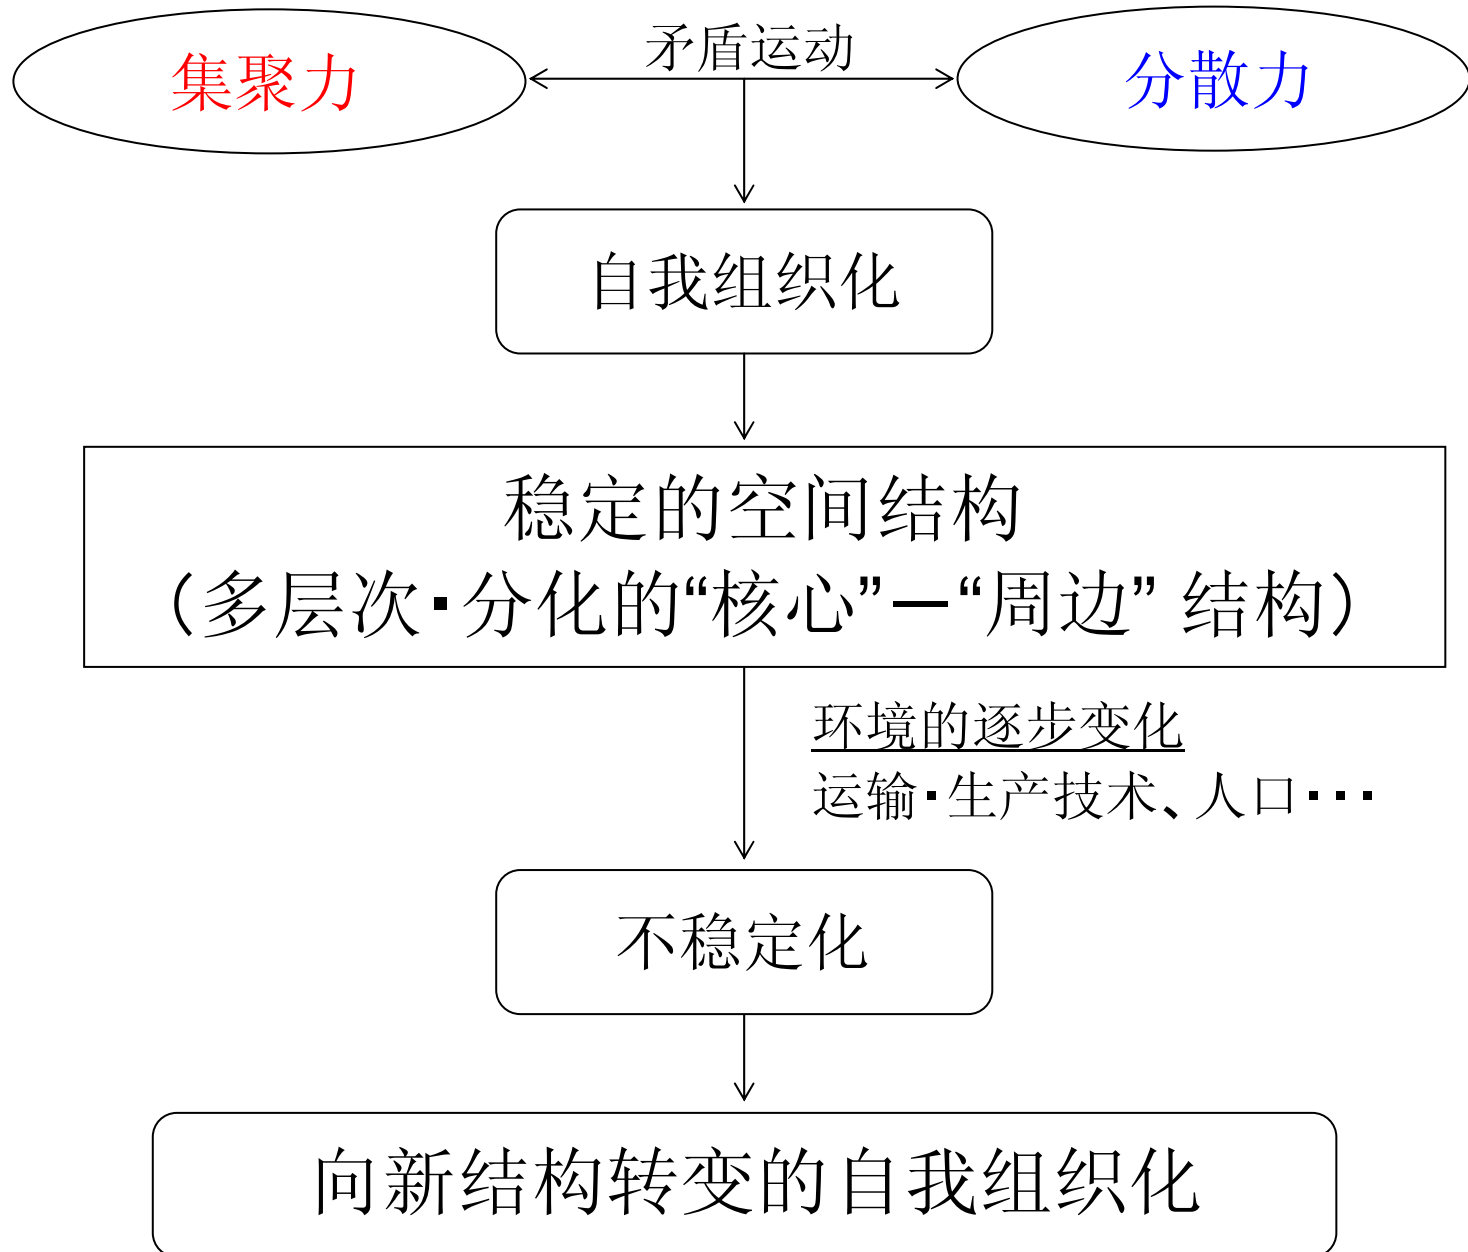 集聚力
矛盾运动
分散力
自我组织化
稳定的空间结构
（多层次·分化的“核心”—“周边” 结构）
环境的逐步变化
运输·生产技术、人口···
不稳定化
向新结构转变的自我组织化